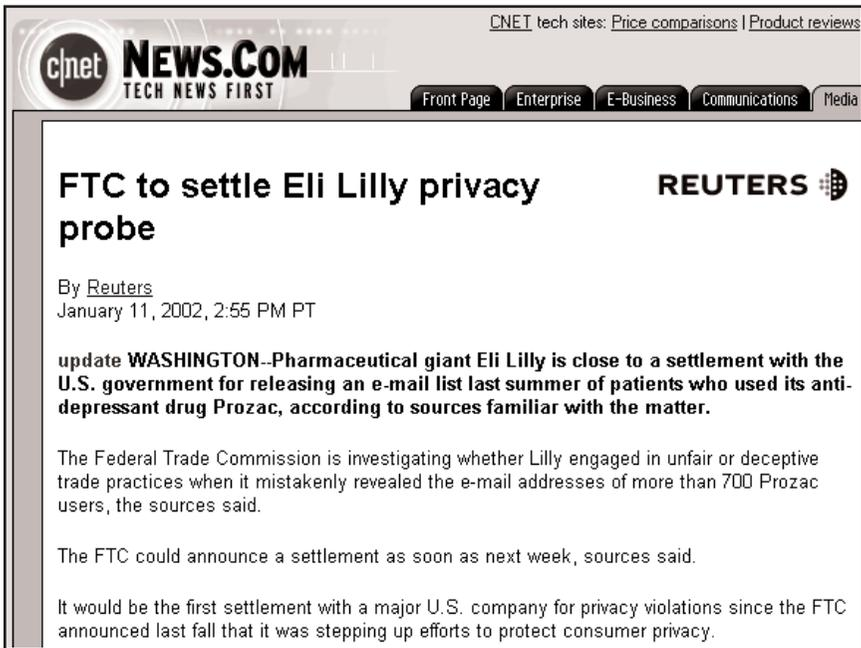 CNET tech sites: Price comparisons | Product reviews
c|net NEWS.COM
TECH NEWS FIRST
Front Page Enterprise E-Business Communications Media
FTC to settle Eli Lilly privacy
probe
REUTERS
By Reuters
January 11, 2002, 2:55 PM PT
update WASHINGTON--Pharmaceutical giant Eli Lilly is close to a settlement with the
U.S. government for releasing an e-mail list last summer of patients who used its anti-
depressant drug Prozac, according to sources familiar with the matter.
The Federal Trade Commission is investigating whether Lilly engaged in unfair or deceptive
trade practices when it mistakenly revealed the e-mail addresses of more than 700 Prozac
users, the sources said.
The FTC could announce a settlement as soon as next week, sources said.
It would be the first settlement with a major U.S. company for privacy violations since the FTC
announced last fall that it was stepping up efforts to protect consumer privacy.